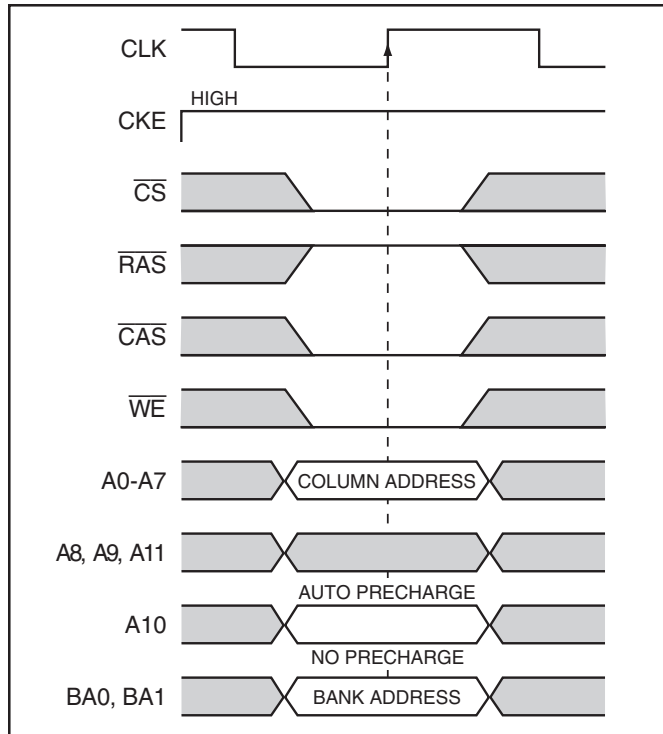 CLK
HIGH
CKE
CS
RAS
CAS
WE
A0-A7 COLUMN ADDRESS
A8, A9, A11
AUTO PRECHARGE
A10
NO PRECHARGE
BA0, BA1 BANK ADDRESS